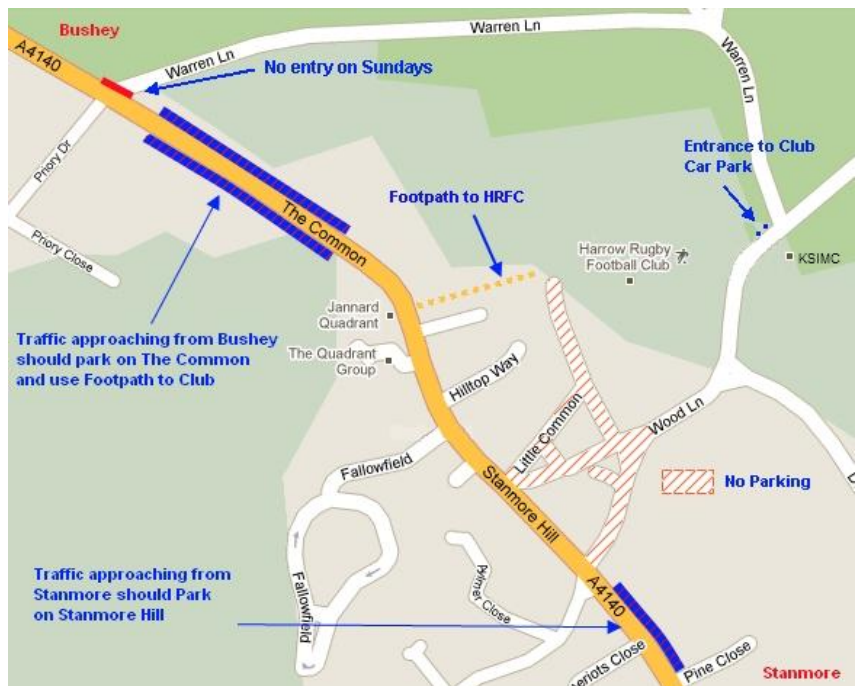 Bushey
A4140
Warren Ln
Warren Ln
Warren Ln
No entry on Sundays
Priory Dr
Priory Close
Entrance to Club
Car Park
Footpath to HRFC
The Common
Harrow Rugby
Football Club
KSIMC
Jannard
Quadrant
The Quadrant
Group
Traffic approaching from Bushey
should park on The Common
and use Footpath to Club
Hilltop Way
Little Common
Wood Ln
D
Fallowfield
Stanmore Hill
No Parking
Fallowfield
Traffic approaching from
Stanmore should Park
on Stanmore Hill
Close
A4140
eriots Close
Pine Close
Stanmore